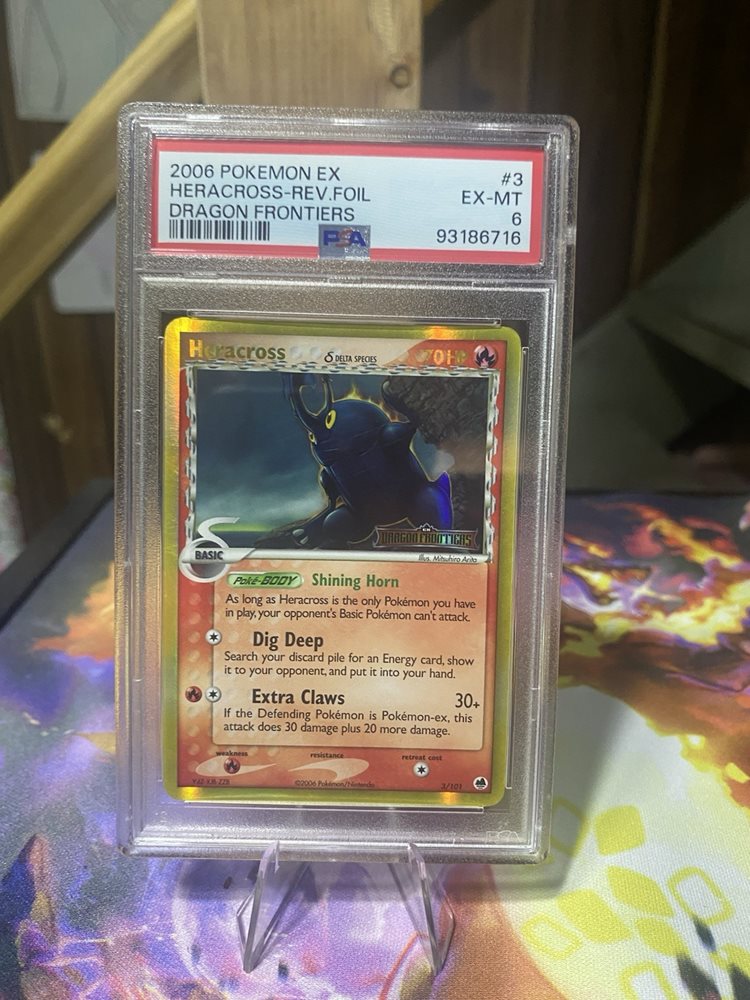 2006 POKEMON EX #3
HERACROSS-REV.FOIL EX-MT
DRAGON FRONTIERS 6
PSA 93186716
Heracross δ DELTA SPECIES 70 HP
EX
DRAGON FRONTIERS
BASIC
Illus. Mitsuhiro Arita
Poké-BODY Shining Horn
As long as Heracross is the only Pokémon you have
in play, your opponent's Basic Pokémon can't attack.
Dig Deep
Search your discard pile for an Energy card, show
it to your opponent, and put it into your hand.
Extra Claws 30+
If the Defending Pokémon is Pokémon-ex, this
attack does 30 damage plus 20 more damage.
weakness resistance retreat cost
©2006 Pokémon/Nintendo 3/101